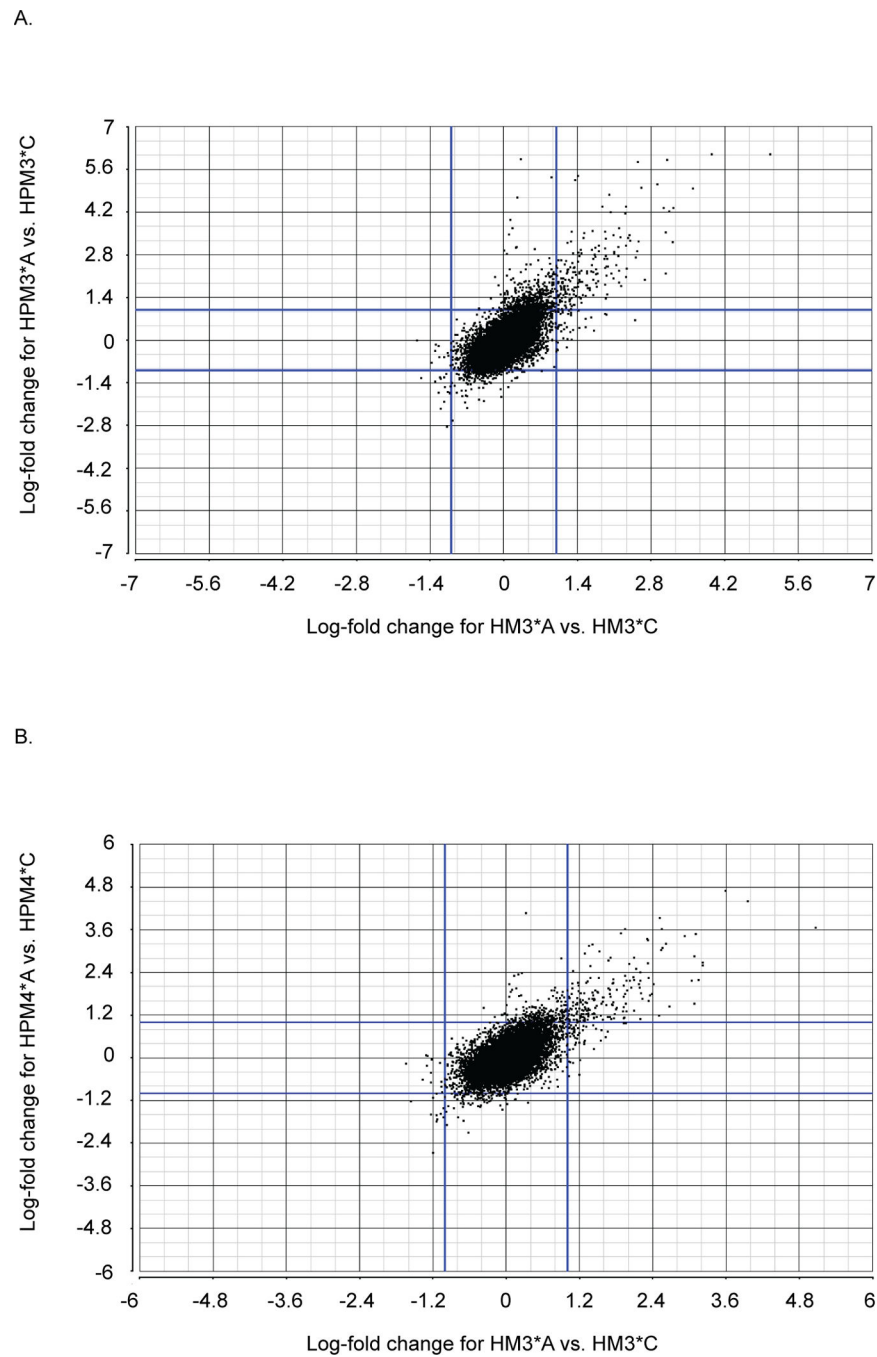 A.
Log-fold change for HPM3*A vs. HPM3*C
7
5.6
4.2
2.8
1.4
0
-1.4
-2.8
-4.2
-5.6
-7
-7 -5.6 -4.2 -2.8 -1.4 0 1.4 2.8 4.2 5.6 7
Log-fold change for HM3*A vs. HM3*C
B.
Log-fold change for HPM4*A vs. HPM4*C
6
4.8
3.6
2.4
1.2
0
-1.2
-2.4
-3.6
-4.8
-6
-6 -4.8 -3.6 -2.4 -1.2 0 1.2 2.4 3.6 4.8 6
Log-fold change for HM3*A vs. HM3*C